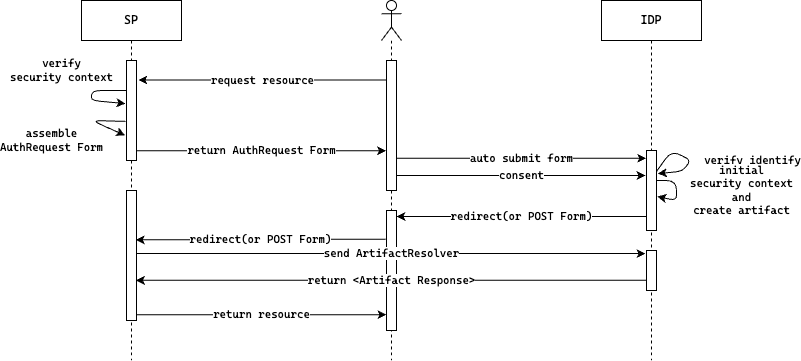 SP
IDP
verify
security context
request resource
assemble
AuthRequest Form
return AuthRequest Form
auto submit form
consent
verify identify
initial
security context
and
create artifact
redirect(or POST Form)
redirect(or POST Form)
send ArtifactResolver
return <Artifact Response>
return resource